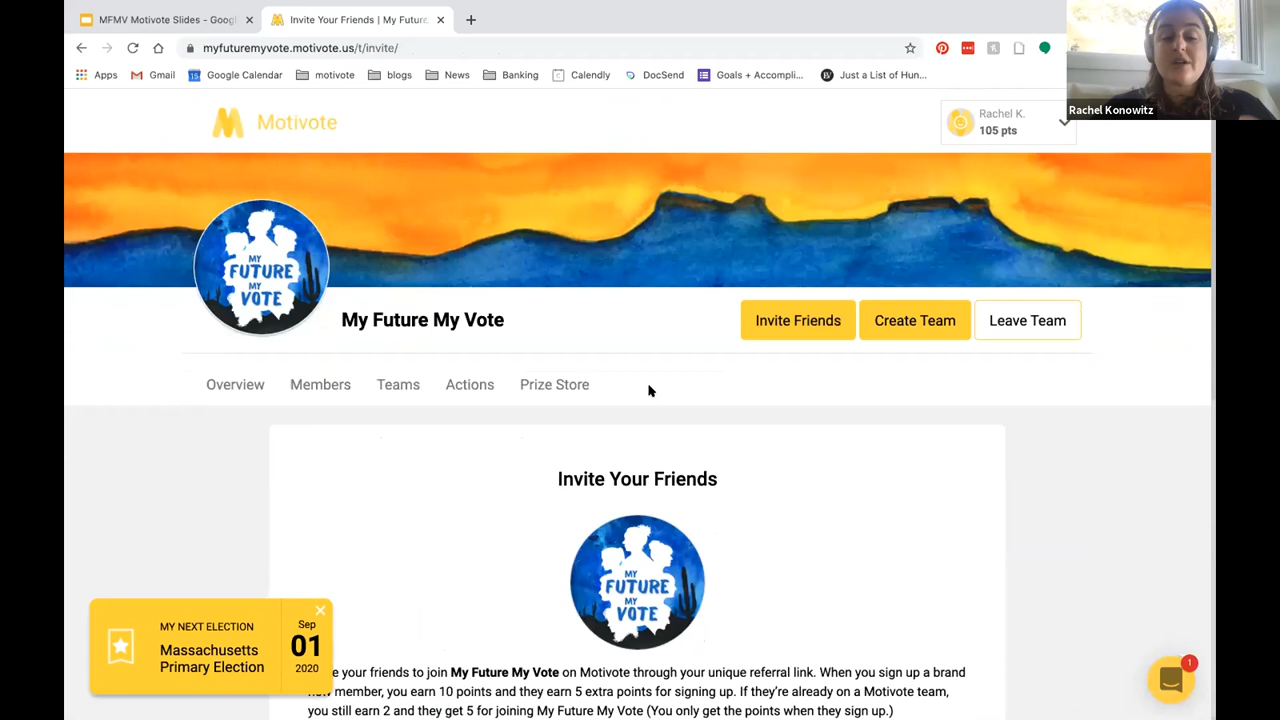 MFMV Motivote Slides - Goog
Invite Your Friends | My Future
myfuturemyvote.motivote.us/t/invite/
Apps
Gmail
Google Calendar
motivote
blogs
News
Banking
Calendly
DocSend
Goals + Accompli...
Just a List of Hun...
Rachel Konowitz
Motivote
Rachel K.
105 pts
MY
FUTURE
MY
VOTE
My Future My Vote
Invite Friends
Create Team
Leave Team
Overview
Members
Teams
Actions
Prize Store
Invite Your Friends
MY
FUTURE
MY
VOTE
MY NEXT ELECTION
Massachusetts
Primary Election
Sep
01
2020
your friends to join My Future My Vote on Motivote through your unique referral link. When you sign up a brand
member, you earn 10 points and they earn 5 extra points for signing up. If they're already on a Motivote team,
you still earn 2 and they get 5 for joining My Future My Vote (You only get the points when they sign up.)
1